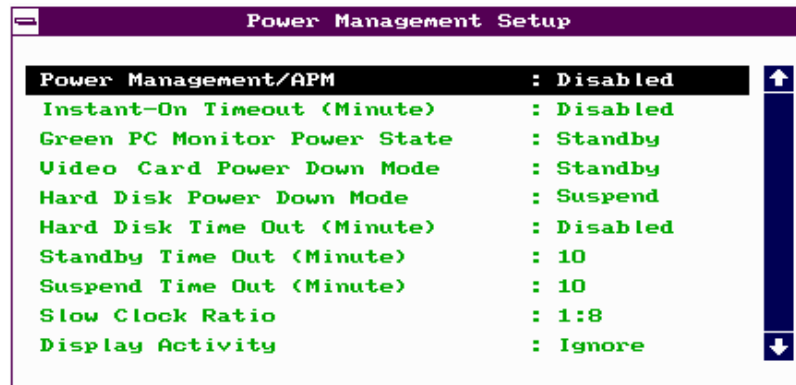 Power Management Setup
Power Management/APM : Disabled
Instant-On Timeout (Minute) : Disabled
Green PC Monitor Power State : Standby
Video Card Power Down Mode : Standby
Hard Disk Power Down Mode : Suspend
Hard Disk Time Out (Minute) : Disabled
Standby Time Out (Minute) : 10
Suspend Time Out (Minute) : 10
Slow Clock Ratio : 1:8
Display Activity : Ignore